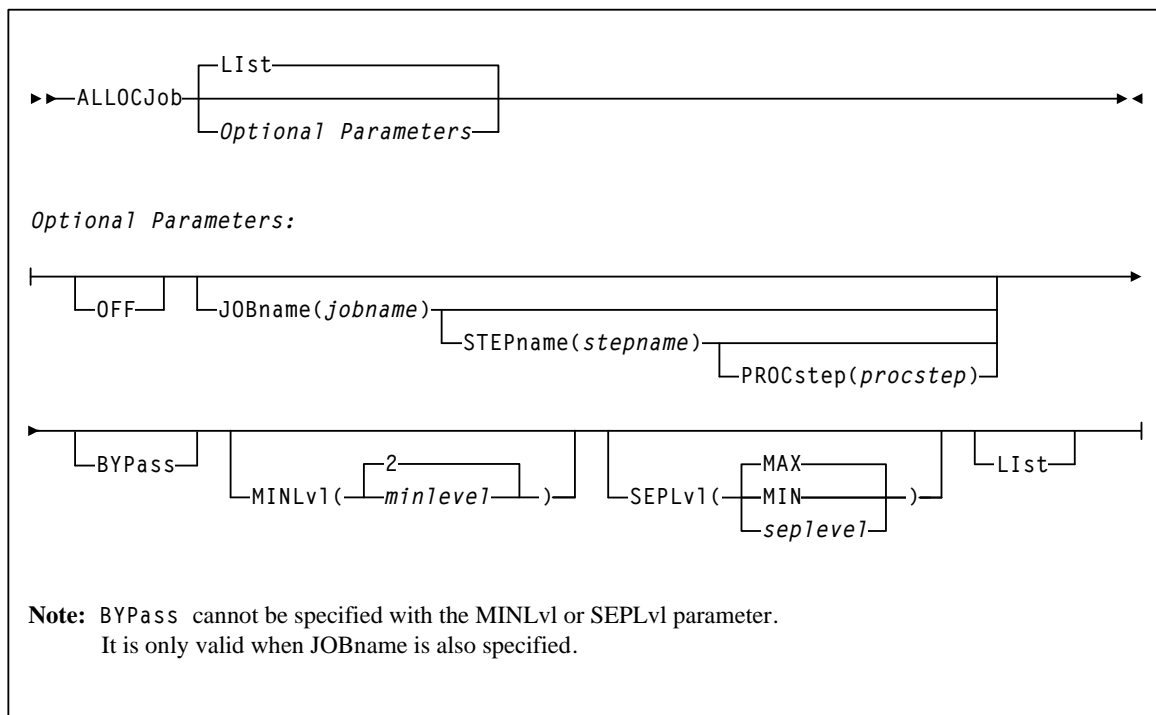 LIst
ALLOCJob
Optional Parameters
Optional Parameters:
OFF JOBname(jobname)
STEPname(stepname)
PROCstep(procstep)
BYPass 2 MAX LIst
MINLvl( minlevel ) SEPLvl( MIN )
seplevel
Note: BYPass cannot be specified with the MINLvl or SEPLvl parameter.
It is only valid when JOBname is also specified.